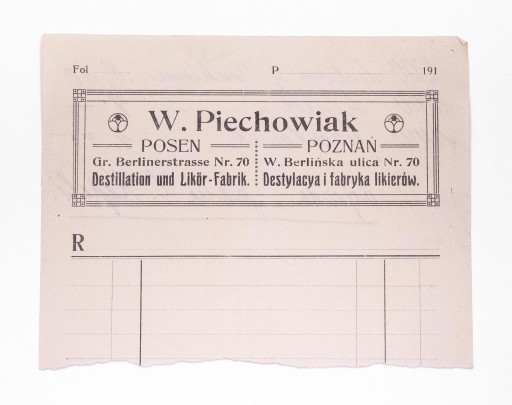 Fol P 191
W. Piechowiak
POSEN POZNAŃ
Gr. Berlinerstrasse Nr. 70 W. Berlińska ulica Nr. 70
Destillation und Likör-Fabrik. Destylacya i fabryka likierów.
R